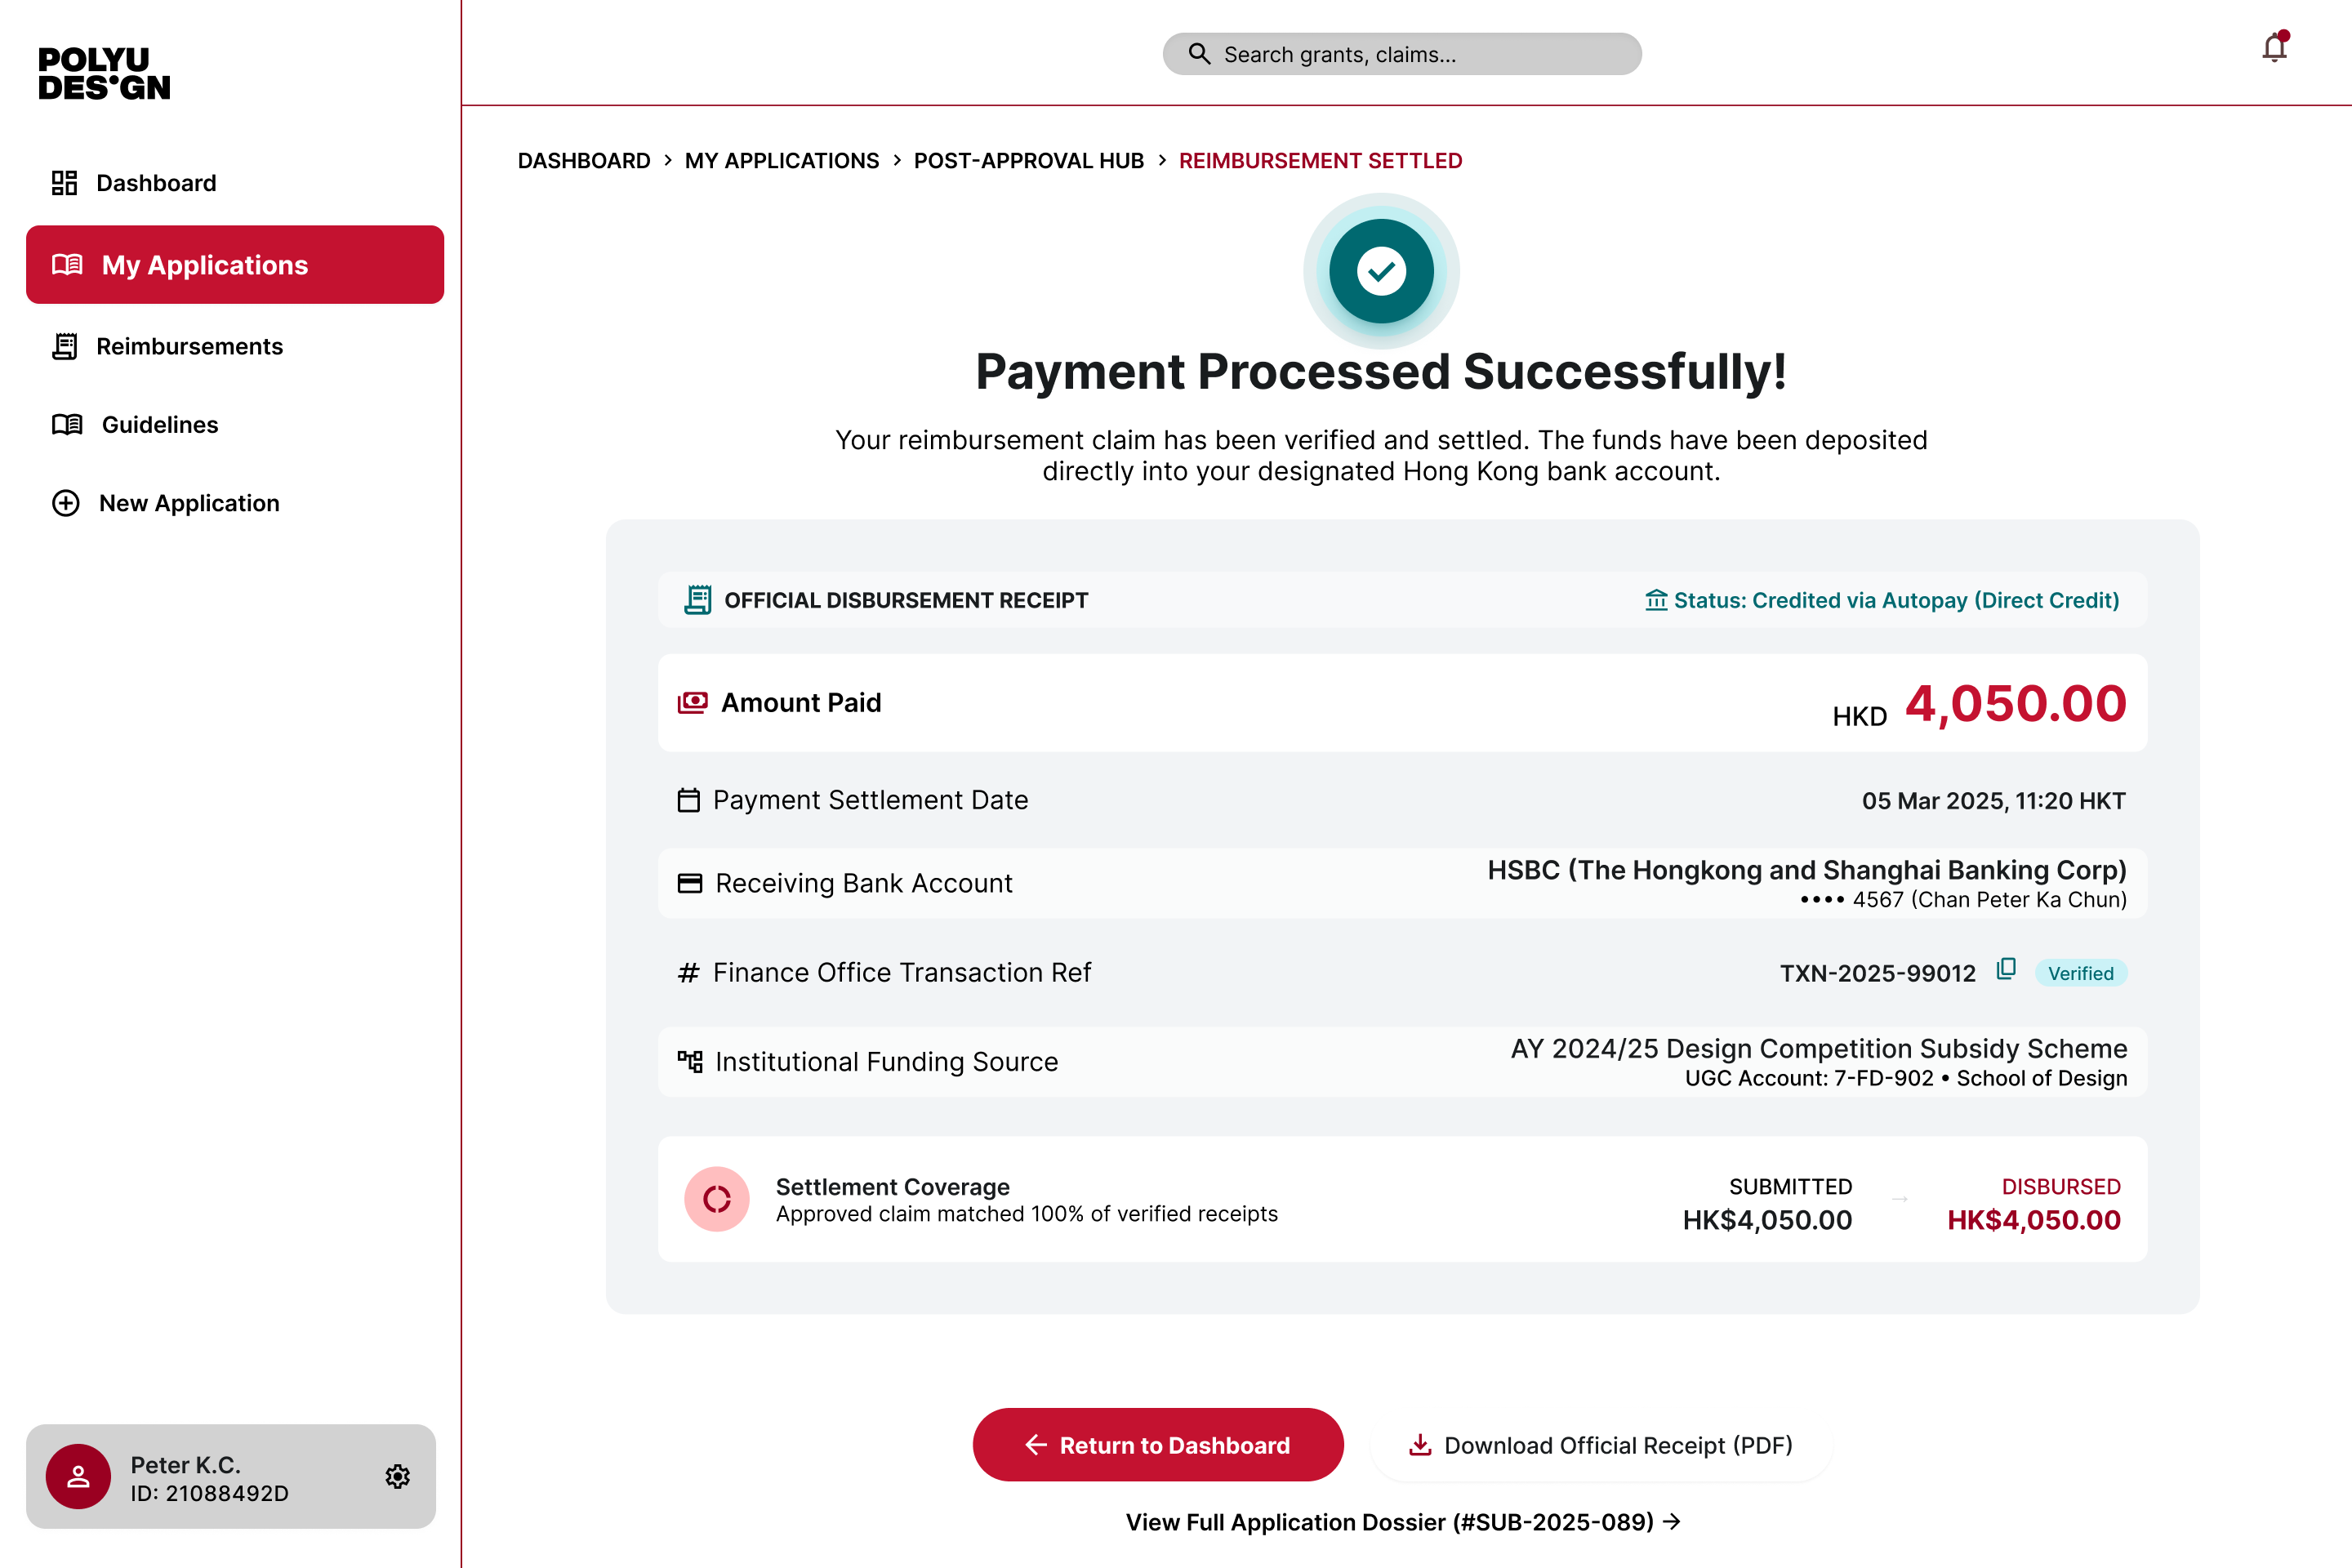 POLYU
DES•GN
Dashboard
My Applications
Reimbursements
Guidelines
New Application
Peter K.C.
ID: 21088492D
Search grants, claims...
DASHBOARD > MY APPLICATIONS > POST-APPROVAL HUB > REIMBURSEMENT SETTLED
Payment Processed Successfully!
Your reimbursement claim has been verified and settled. The funds have been deposited
directly into your designated Hong Kong bank account.
OFFICIAL DISBURSEMENT RECEIPT
Status: Credited via Autopay (Direct Credit)
Amount Paid
HKD 4,050.00
Payment Settlement Date
05 Mar 2025, 11:20 HKT
Receiving Bank Account
HSBC (The Hongkong and Shanghai Banking Corp)
•••• 4567 (Chan Peter Ka Chun)
# Finance Office Transaction Ref
TXN-2025-99012
Verified
Institutional Funding Source
AY 2024/25 Design Competition Subsidy Scheme
UGC Account: 7-FD-902 • School of Design
Settlement Coverage
Approved claim matched 100% of verified receipts
SUBMITTED
HK$4,050.00
→
DISBURSED
HK$4,050.00
← Return to Dashboard
Download Official Receipt (PDF)
View Full Application Dossier (#SUB-2025-089) →